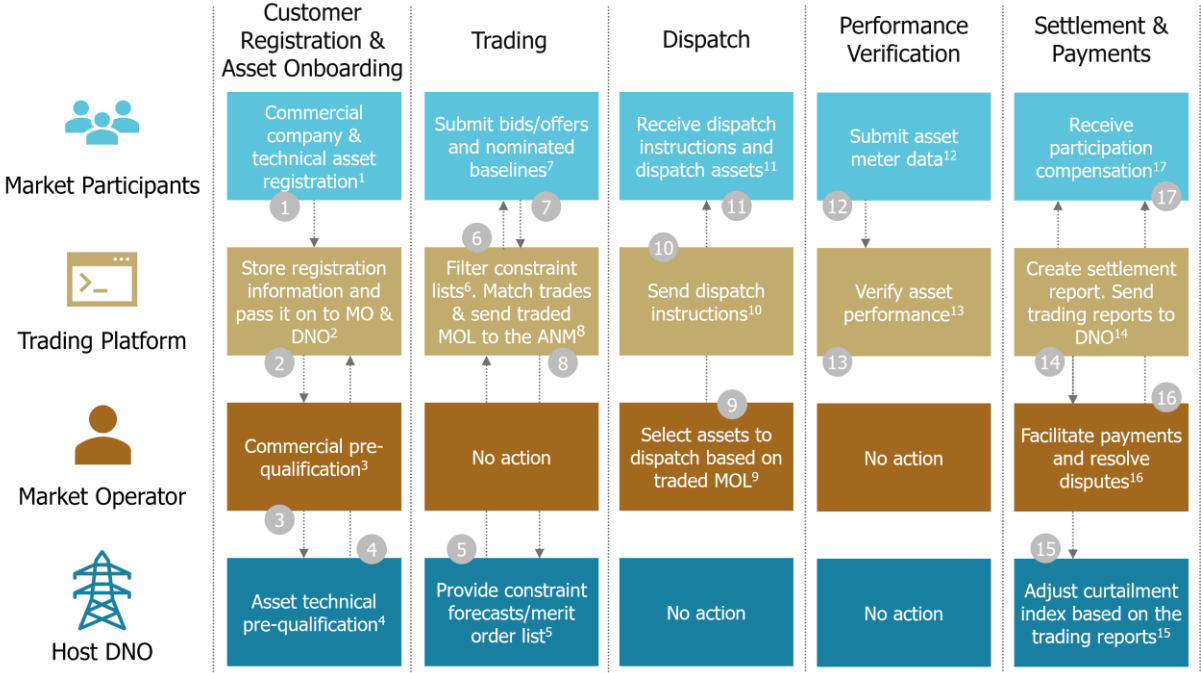 Customer
Registration &
Asset Onboarding
Trading
Dispatch
Performance
Verification
Settlement &
Payments
Market Participants
Commercial
company &
technical asset
registration1
Submit bids/offers
and nominated
baselines7
Receive dispatch
instructions and
dispatch assets11
Submit asset
meter data12
Receive
participation
compensation17
1
6
7
10
11
12
17
Trading Platform
>_
Store registration
information and
pass it on to MO &
DNO2
Filter constraint
lists6. Match trades
& send traded
MOL to the ANM8
Send dispatch
instructions10
Verify asset
performance13
Create settlement
report. Send
trading reports to
DNO14
2
8
9
13
14
16
Market Operator
Commercial pre-
qualification3
No action
Select assets to
dispatch based on
traded MOL9
No action
Facilitate payments
and resolve
disputes16
3
4
5
15
Host DNO
Asset technical
pre-qualification4
Provide constraint
forecasts/merit
order list5
No action
No action
Adjust curtailment
index based on the
trading reports15